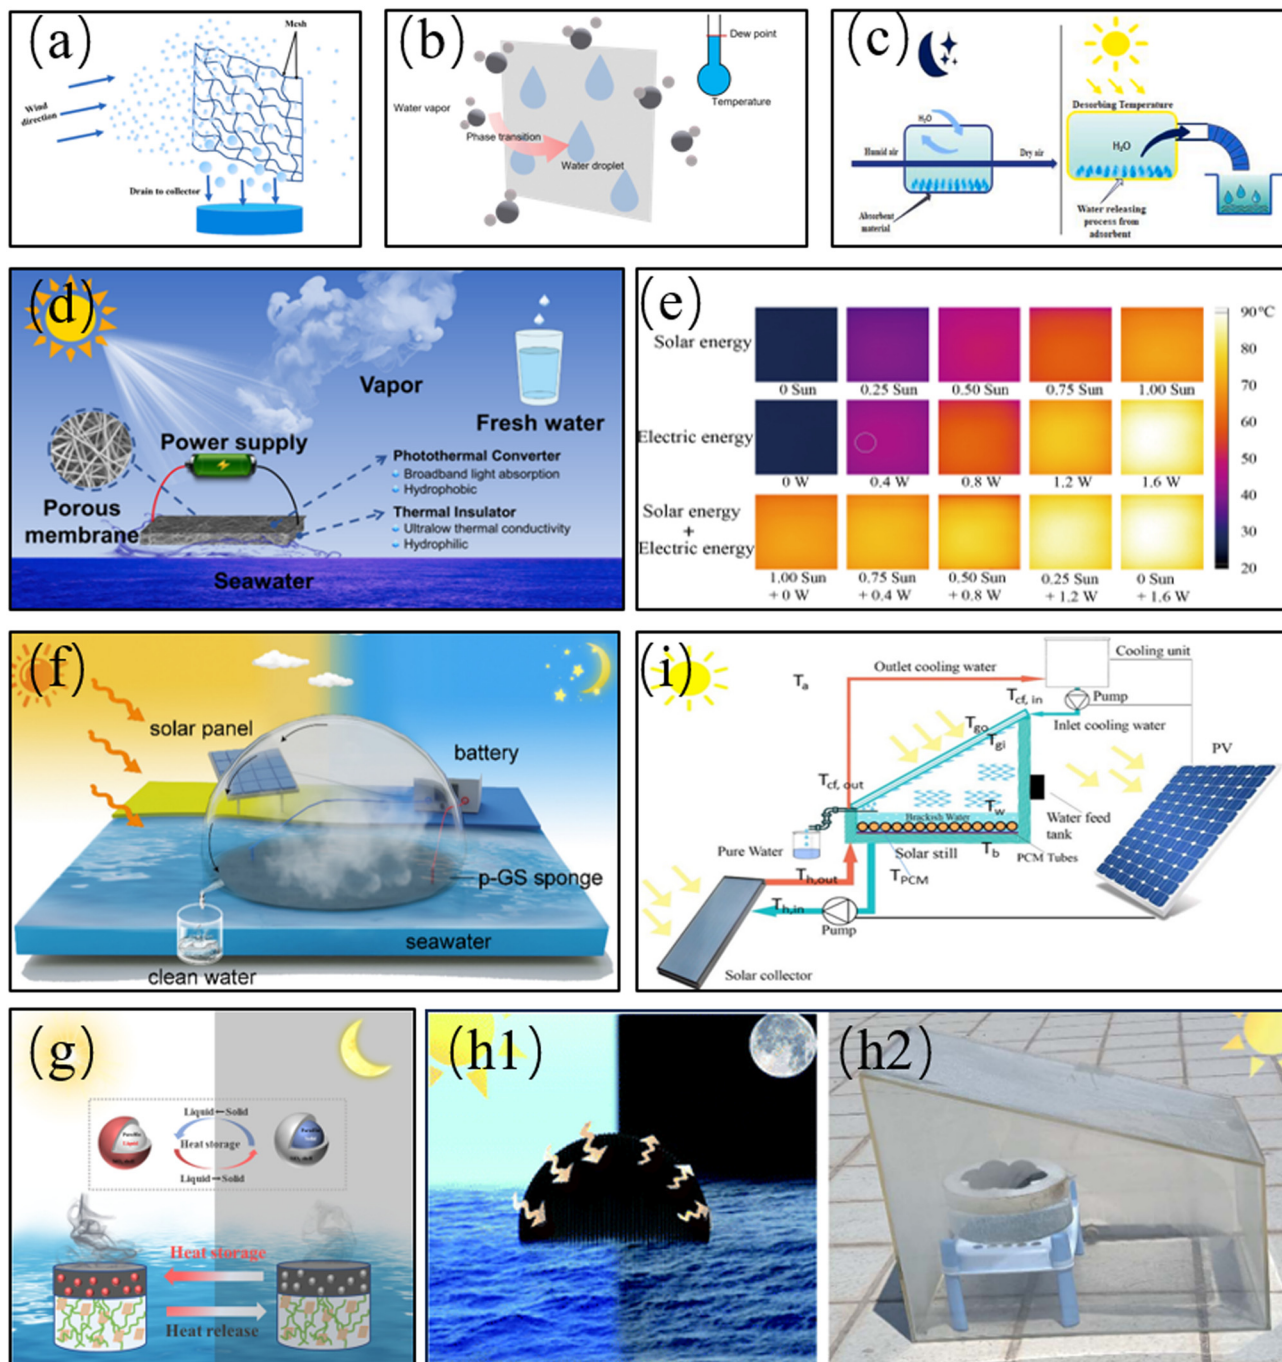 (a)
Mesh
Wind
direction
Drain to collector
(b)
Dew point
Temperature
Water vapor
Phase transition
Water droplet
(c)
H₂O
Humid air
Dry air
Absorbent
material
Desorbing Temperature
H₂O
Water releasing
process from
adsorbent
(d)
Vapor
Fresh water
Power supply
Porous
membrane
Photothermal Converter
Broadband light absorption
Hydrophobic
Thermal Insulator
Ultralow thermal conductivity
Hydrophilic
Seawater
(e)
Solar energy
0 Sun 0.25 Sun 0.50 Sun 0.75 Sun 1.00 Sun
Electric energy
0 W 0.4 W 0.8 W 1.2 W 1.6 W
Solar energy
+
Electric energy
1.00 Sun 0.75 Sun 0.50 Sun 0.25 Sun 0 Sun
+ 0 W + 0.4 W + 0.8 W + 1.2 W + 1.6 W
90 °C
80
70
60
50
40
30
20
(f)
solar panel
battery
p-GS sponge
seawater
clean water
(i)
Ta
Outlet cooling water
Cooling unit
Tcf, in
Pump
Inlet cooling water
Tgo
Tgi
PV
Tcf, out
Tw
Brackish Water
Water feed
tank
Pure Water
Solar still
Tb
PCM Tubes
Th,out
TPCM
Th,in
Pump
Solar collector
(g)
Liquid←Solid
Heat storage
Liquid←Solid
Heat storage
Heat release
(h1)
(h2)